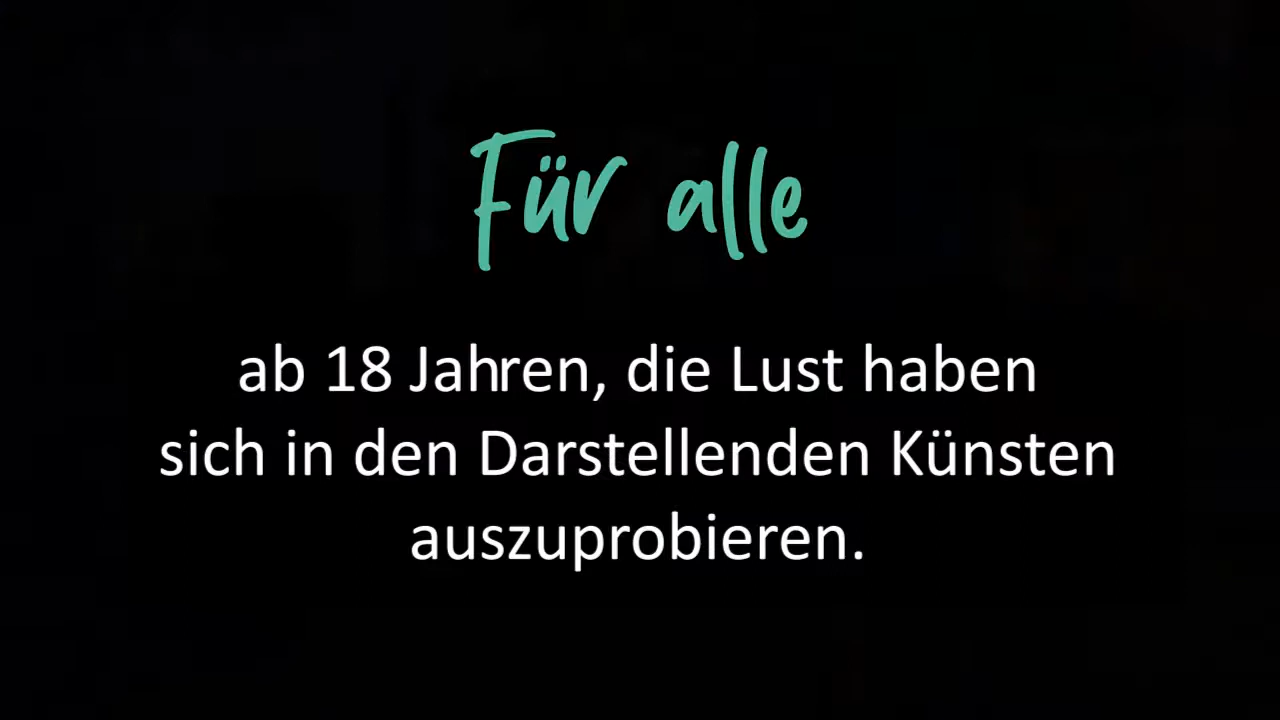 Für alle
ab 18 Jahren, die Lust haben
sich in den Darstellenden Künsten
auszuprobieren.